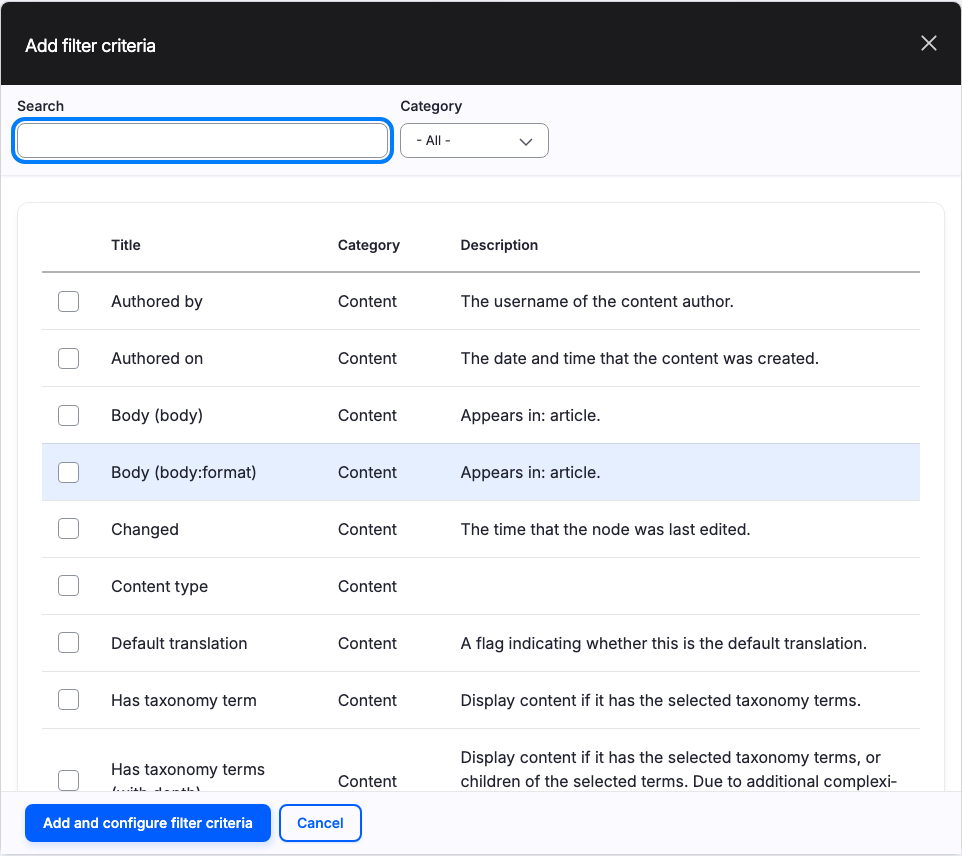 Add filter criteria
Search
Category
- All -
Title Category Description
Authored by Content The username of the content author.
Authored on Content The date and time that the content was created.
Body (body) Content Appears in: article.
Body (body:format) Content Appears in: article.
Changed Content The time that the node was last edited.
Content type Content
Default translation Content A flag indicating whether this is the default translation.
Has taxonomy term Content Display content if it has the selected taxonomy terms.
Has taxonomy terms
(with depth)
Content
Display content if it has the selected taxonomy terms, or
children of the selected terms. Due to additional complexi-
Add and configure filter criteria
Cancel